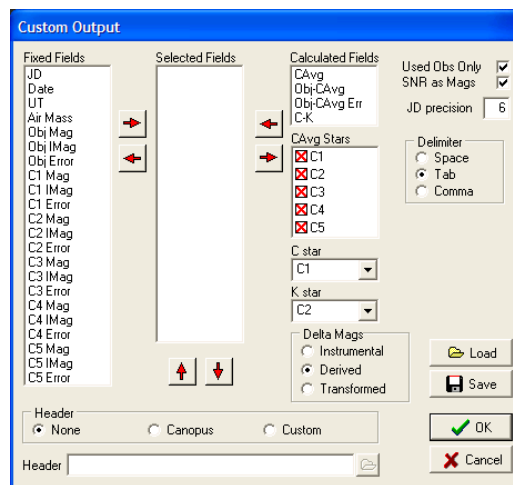 Custom Output
Fixed Fields
JD
Date
UT
Air Mass
Obj Mag
Obj IMag
Obj Error
C1 Mag
C1 IMag
C1 Error
C2 Mag
C2 IMag
C2 Error
C3 Mag
C3 IMag
C3 Error
C4 Mag
C4 IMag
C4 Error
C5 Mag
C5 IMag
C5 Error
Selected Fields
Calculated Fields
CAvg
Obj-CAvg
Obj-CAvg Err
C-K
CAvg Stars
C1
C2
C3
C4
C5
C star
C1
K star
C2
Delta Mags
Instrumental
Derived
Transformed
Used Obs Only
SNR as Mags
JD precision 6
Delimiter
Space
Tab
Comma
Load
Save
Header
None Canopus Custom
OK
Header
Cancel